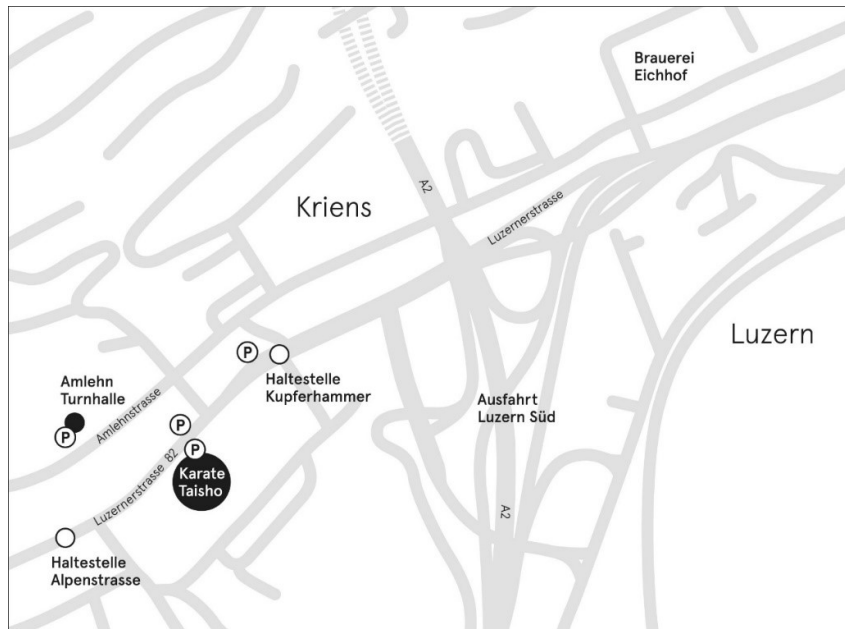 Brauerei
Eichhof
A2
Kriens
Luzernerstrasse
Luzern
P
Haltestelle
Kupferhammer
Amlehn
Turnhalle
P
Amlehnstrasse
P
P
Karate
Taisho
Luzernerstrasse 82
Ausfahrt
Luzern Süd
A2
Haltestelle
Alpenstrasse